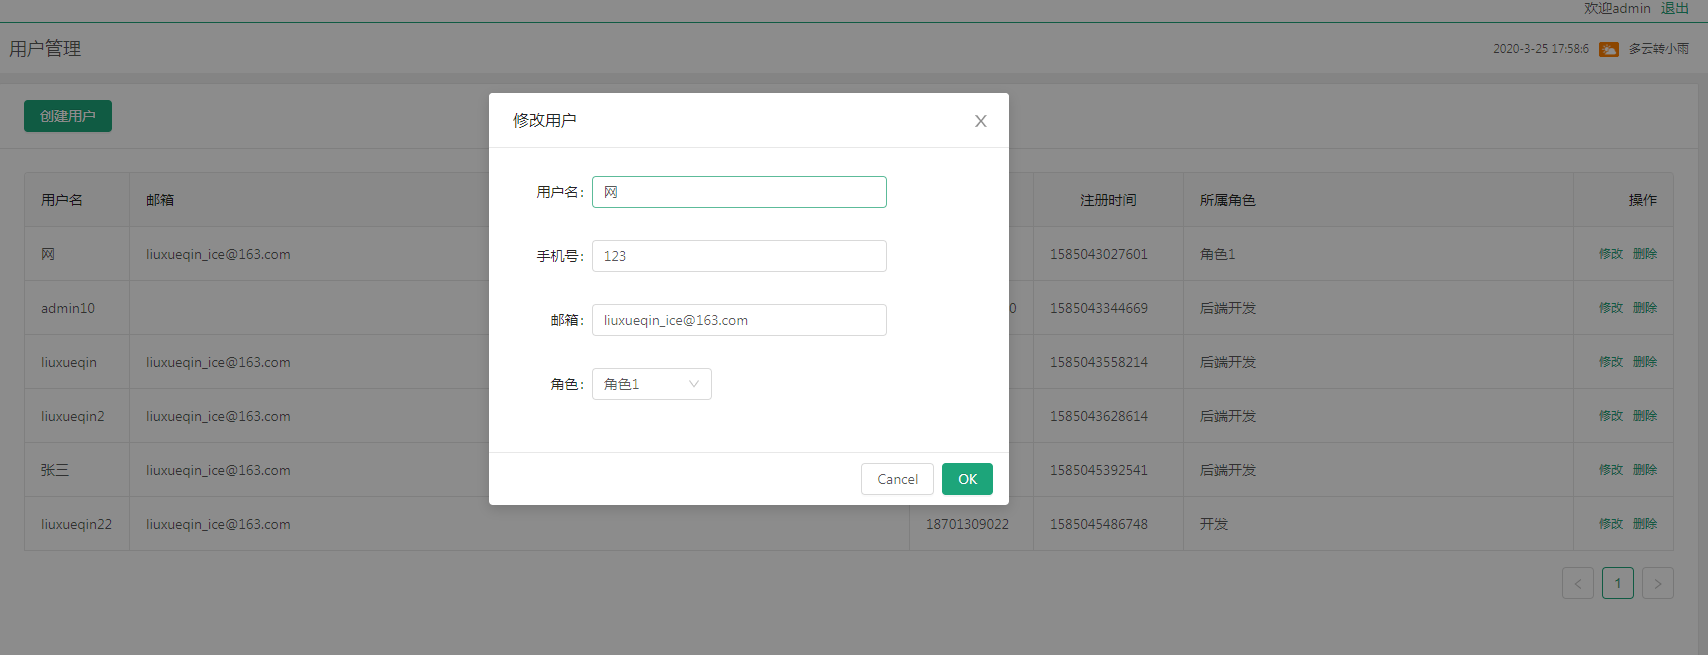 欢迎admin 退出
用户管理
2020-3-25 17:58:6 多云转小雨
创建用户
修改用户
用户名: 网
手机号: 123
邮箱: liuxueqin_ice@163.com
角色: 角色1
Cancel OK
用户名 邮箱 注册时间 所属角色 操作
网 liuxueqin_ice@163.com 1585043027601 角色1 修改 删除
admin10 0 1585043344669 后端开发 修改 删除
liuxueqin liuxueqin_ice@163.com 1585043558214 后端开发 修改 删除
liuxueqin2 liuxueqin_ice@163.com 1585043628614 后端开发 修改 删除
张三 liuxueqin_ice@163.com 1585045392541 后端开发 修改 删除
liuxueqin22 liuxueqin_ice@163.com 18701309022 1585045486748 开发 修改 删除
< 1 >